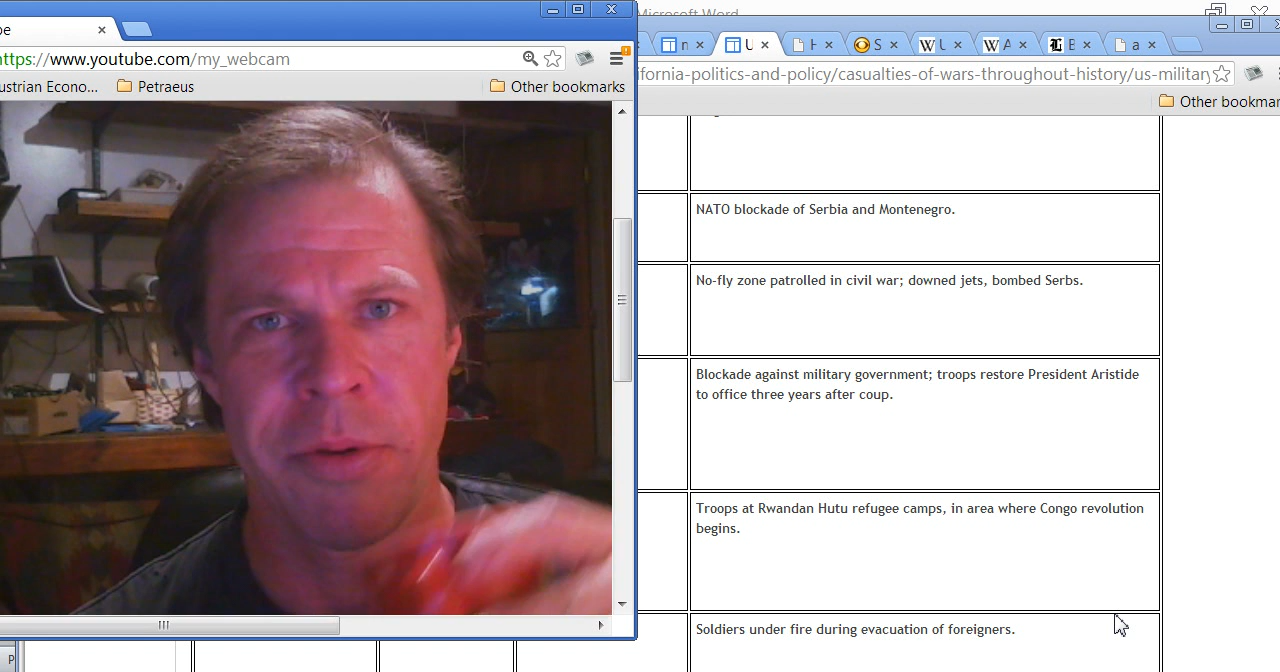 Microsoft Word
be
https://www.youtube.com/my_webcam
ustrian Econo...
Petraeus
Other bookmarks
n
U
H
S
W U
W A
L E
a
ifornia-politics-and-policy/casualties-of-wars-throughout-history/us-military
Other bookmar
NATO blockade of Serbia and Montenegro.
No-fly zone patrolled in civil war; downed jets, bombed Serbs.
Blockade against military government; troops restore President Aristide
to office three years after coup.
Troops at Rwandan Hutu refugee camps, in area where Congo revolution
begins.
Soldiers under fire during evacuation of foreigners.
P